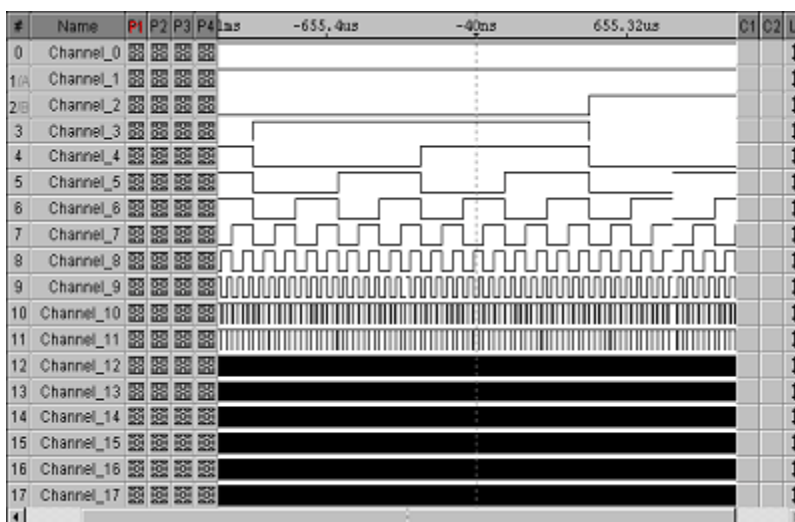 # Name P1 P2 P3 P4 1ms -655.4us -40ns 655.32us C1 C2
0 Channel_0
1(A Channel_1
2(B Channel_2
3 Channel_3
4 Channel_4
5 Channel_5
6 Channel_6
7 Channel_7
8 Channel_8
9 Channel_9
10 Channel_10
11 Channel_11
12 Channel_12
13 Channel_13
14 Channel_14
15 Channel_15
16 Channel_16
17 Channel_17